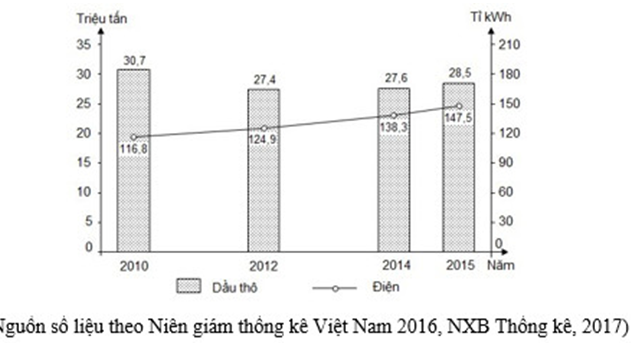 Triệu tấn Tỉ kWh
35 210
30,7
30 180
27,4 27,6 28,5
25 150
147,5
138,3
124,9
116,8
20 120
15 90
10 60
5 30
0 0
2010 2012 2014 2015 Năm
Dầu thô Điện
Nguồn số liệu theo Niên giám thống kê Việt Nam 2016, NXB Thống kê, 2017)